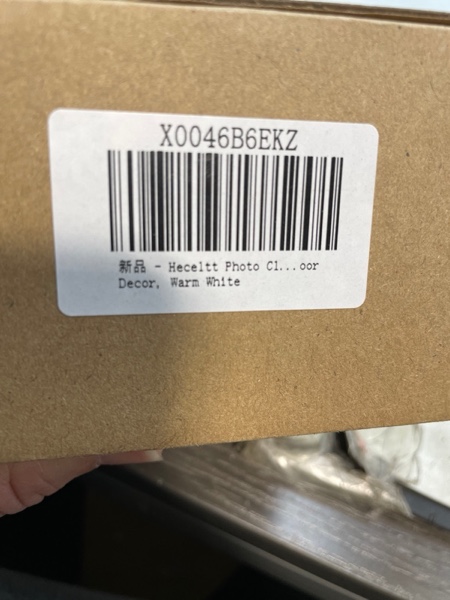 X0046B6EKZ
新品 - Heceltt Photo Cl...oor
Decor, Warm White